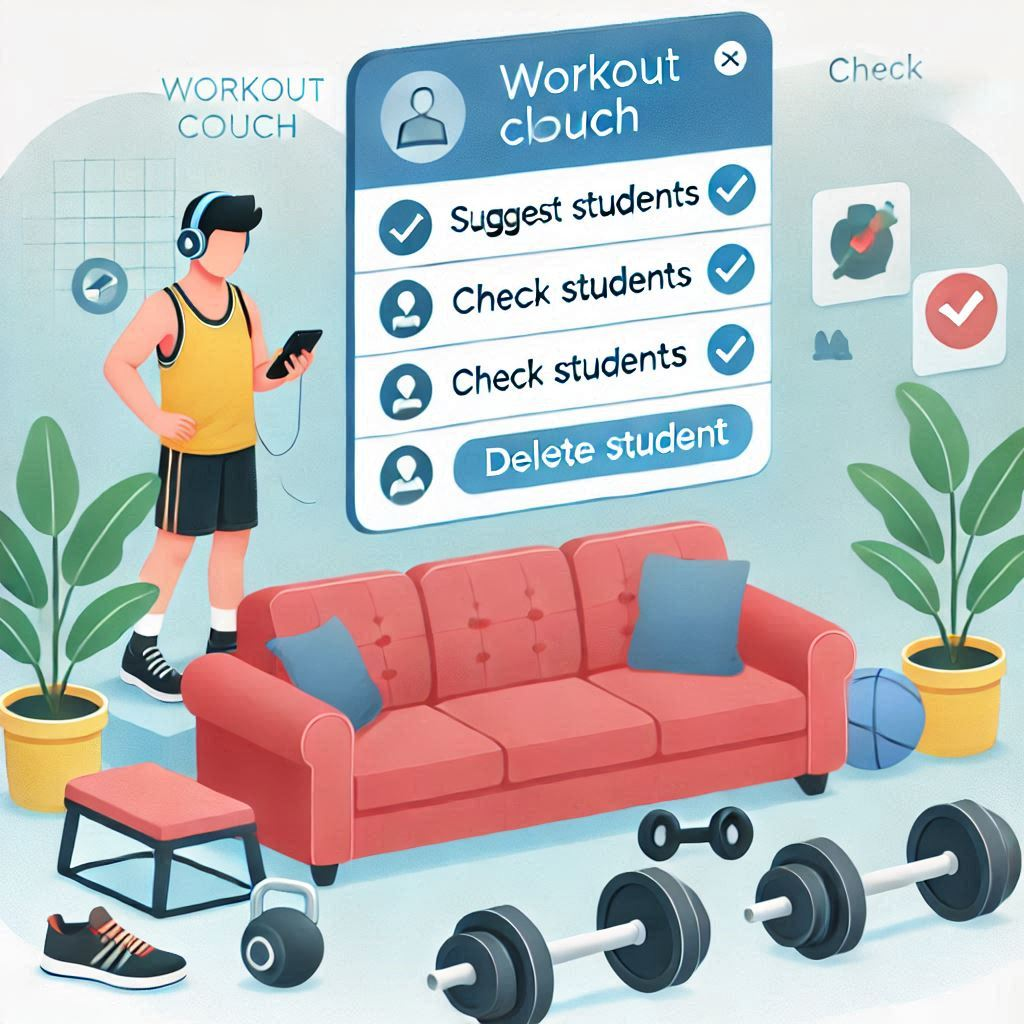 WORKOUT
COUCH
Workout
clouch
Check
Suggest students
Check students
Check students
Delete student